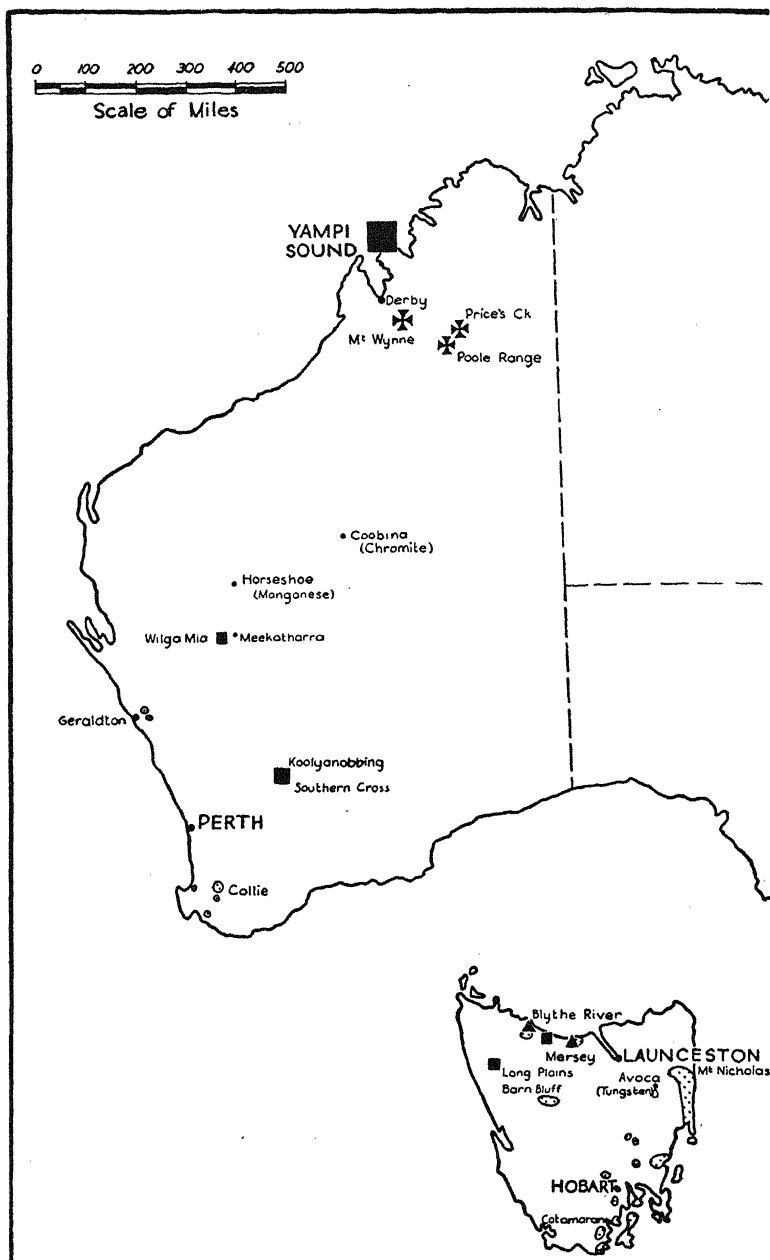 0 100 200 300 400 500
Scale of Miles
YAMPI
SOUND
Derby
Price's Ck
Mt Wynne
Poole Range
Coobina
(Chromite)
Horseshoe
(Manganese)
Wilga Mia
Meekatharra
Geraldton
Koolyanobbing
Southern Cross
PERTH
Collie
Blythe River
Mersey
LAUNCESTON
Mt Nicholas
Long Plains
Barn Bluff
Avoca
(Tungsten)
HOBART
Catamaran